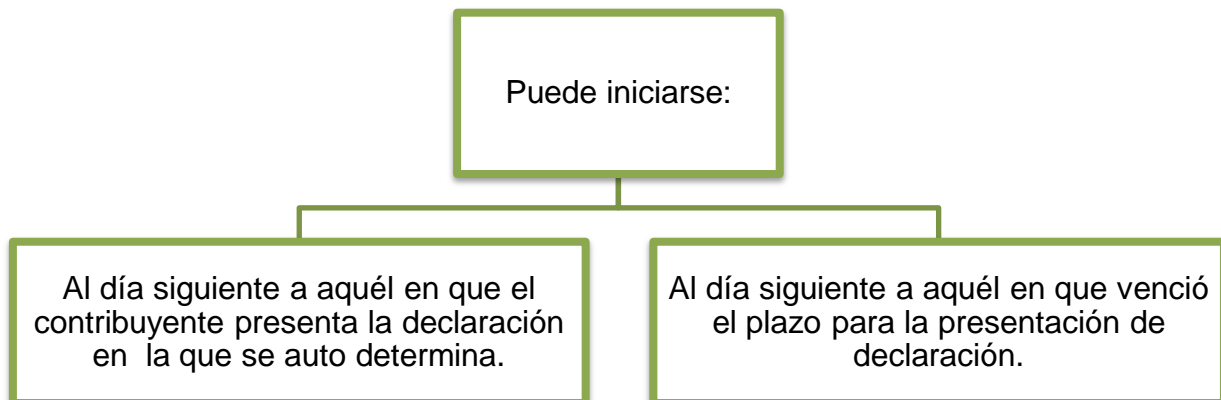 Puede iniciarse:
Al día siguiente a aquél en que el
contribuyente presenta la declaración
en la que se auto determina.
Al día siguiente a aquél en que venció
el plazo para la presentación de
declaración.